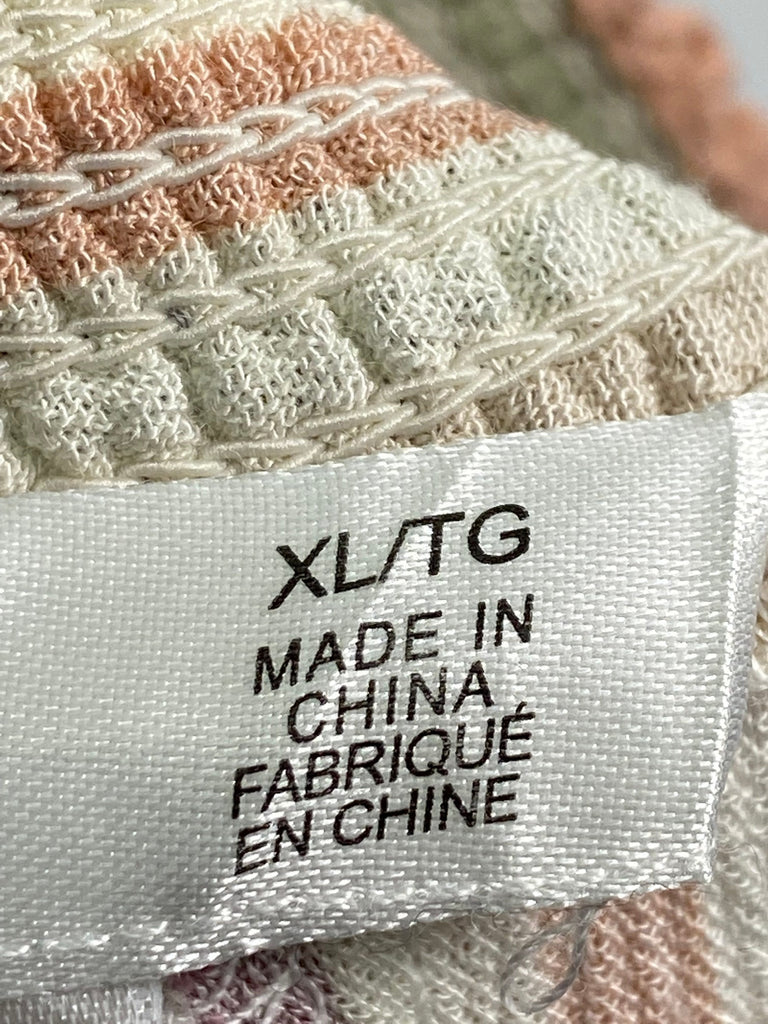 XL/TG
MADE IN
CHINA
FABRIQUÉ
EN CHINE